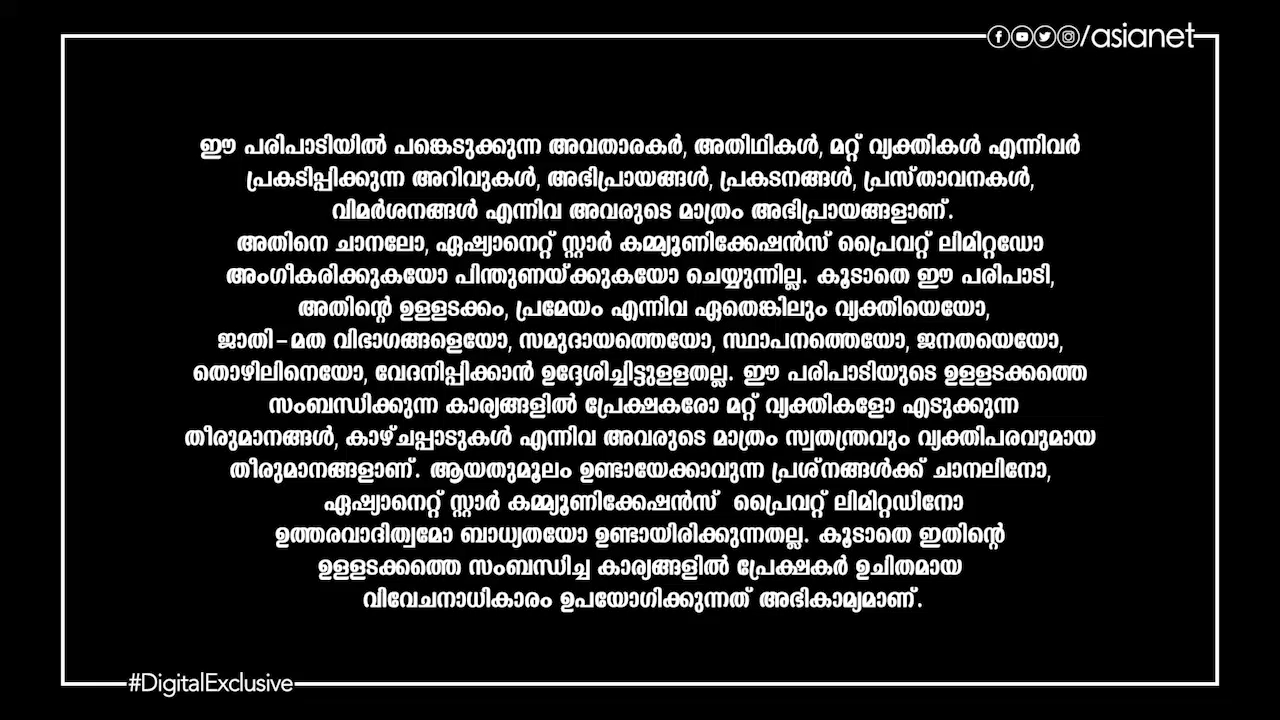 /asianet
ഈ പരിപാടിയിൽ പങ്കെടുക്കുന്ന അവതാരകർ, അതിഥികൾ, മറ്റ് വ്യക്തികൾ എന്നിവർ
പ്രകടിപ്പിക്കുന്ന അറിവുകൾ, അഭിപ്രായങ്ങൾ, പ്രകടനങ്ങൾ, പ്രസ്താവനകൾ,
വിമർശനങ്ങൾ എന്നിവ അവരുടെ മാത്രം അഭിപ്രായങ്ങളാണ്.
അതിനെ ചാനലോ, ഏഷ്യാനെറ്റ് സ്റ്റാർ കമ്മ്യൂണിക്കേഷൻസ് പ്രൈവറ്റ് ലിമിറ്റഡോ
അംഗീകരിക്കുകയോ പിന്തുണയ്ക്കുകയോ ചെയ്യുന്നില്ല. കൂടാതെ ഈ പരിപാടി,
അതിന്റെ ഉള്ളടക്കം, പ്രമേയം എന്നിവ ഏതെങ്കിലും വ്യക്തിയെയോ,
ജാതി-മത വിഭാഗങ്ങളെയോ, സമുദായത്തെയോ, സ്ഥാപനത്തെയോ, ജനതയെയോ,
തൊഴിലിനെയോ, വേദനിപ്പിക്കാൻ ഉദ്ദേശീച്ചിട്ടുള്ളതല്ല. ഈ പരിപാടിയുടെ ഉള്ളടക്കത്തെ
സംബന്ധിക്കുന്ന കാര്യങ്ങളിൽ പ്രേക്ഷകരോ മറ്റ് വ്യക്തികളോ എടുക്കുന്ന
തീരുമാനങ്ങൾ, കാഴ്ചപ്പാടുകൾ എന്നിവ അവരുടെ മാത്രം സ്വതന്ത്രവും വ്യക്തിപരവുമായ
തീരുമാനങ്ങളാണ്. ആയതുമൂലം ഉണ്ടായേക്കാവുന്ന പ്രശ്നങ്ങൾക്ക് ചാനലിനോ,
ഏഷ്യാനെറ്റ് സ്റ്റാർ കമ്മ്യൂണിക്കേഷൻസ് പ്രൈവറ്റ് ലിമിറ്റഡിനോ
ഉത്തരവാദിത്വമോ ബാധ്യതയോ ഉണ്ടായിരിക്കുന്നതല്ല. കൂടാതെ ഇതിന്റെ
ഉള്ളടക്കത്തെ സംബന്ധിച്ച കാര്യങ്ങളിൽ പ്രേക്ഷകർ ഉചിതമായ
വിവേചനാധികാരം ഉപയോഗിക്കുന്നത് അഭികാമ്യമാണ്.
#DigitalExclusive